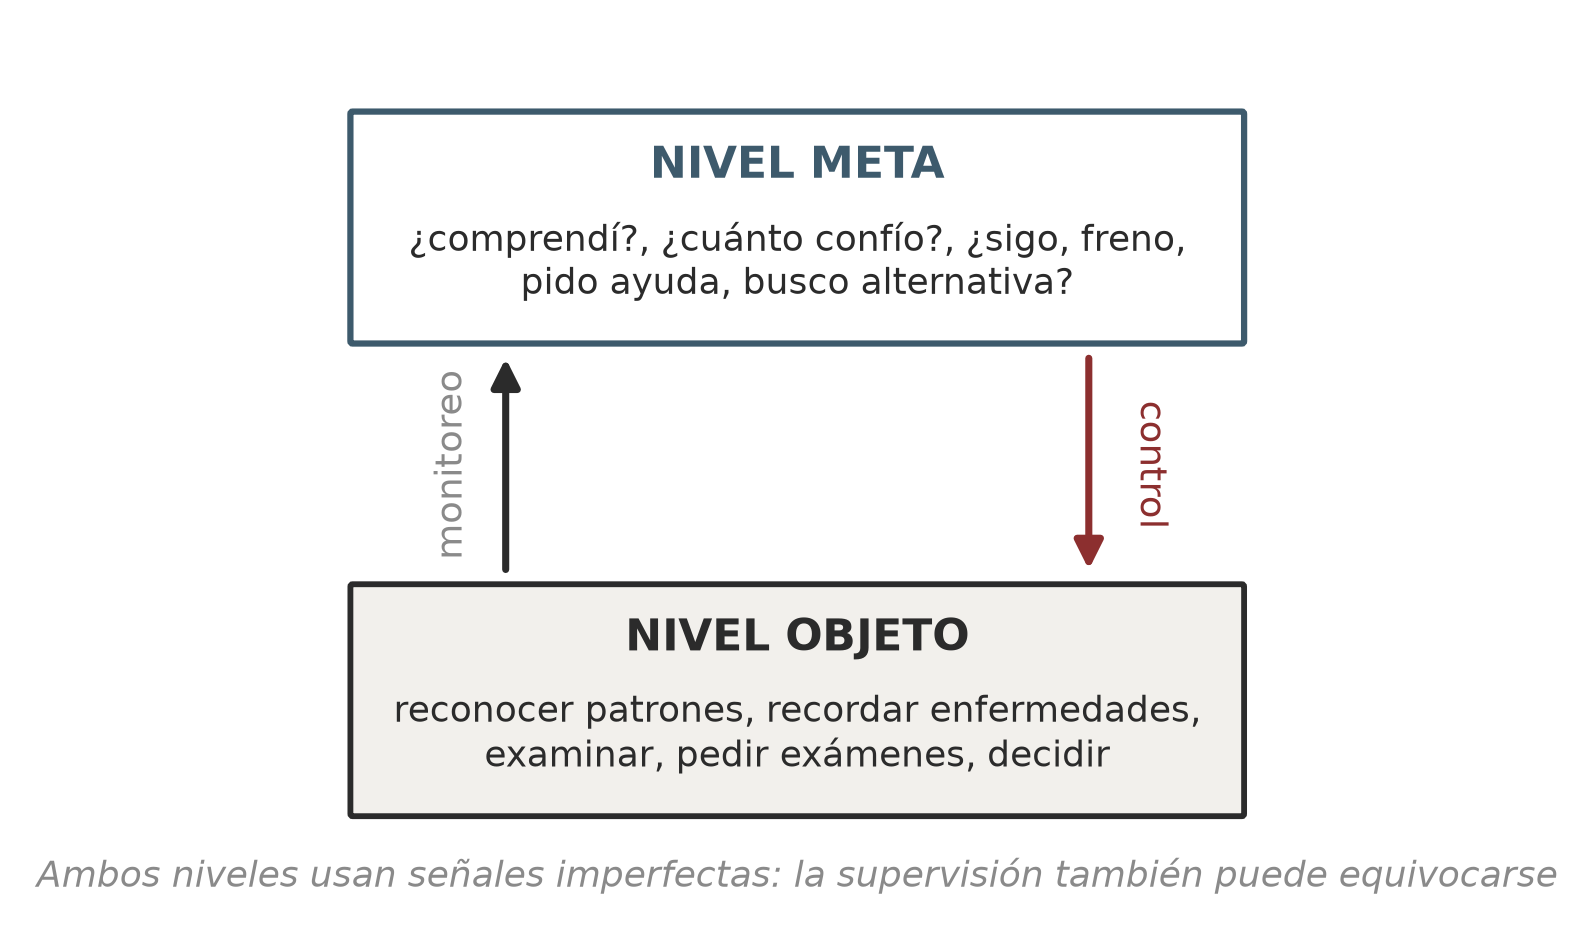 NIVEL META
¿comprendí?, ¿cuánto confío?, ¿sigo, freno,
pido ayuda, busco alternativa?
monitoreo
control
NIVEL OBJETO
reconocer patrones, recordar enfermedades,
examinar, pedir exámenes, decidir
Ambos niveles usan señales imperfectas: la supervisión también puede equivocarse